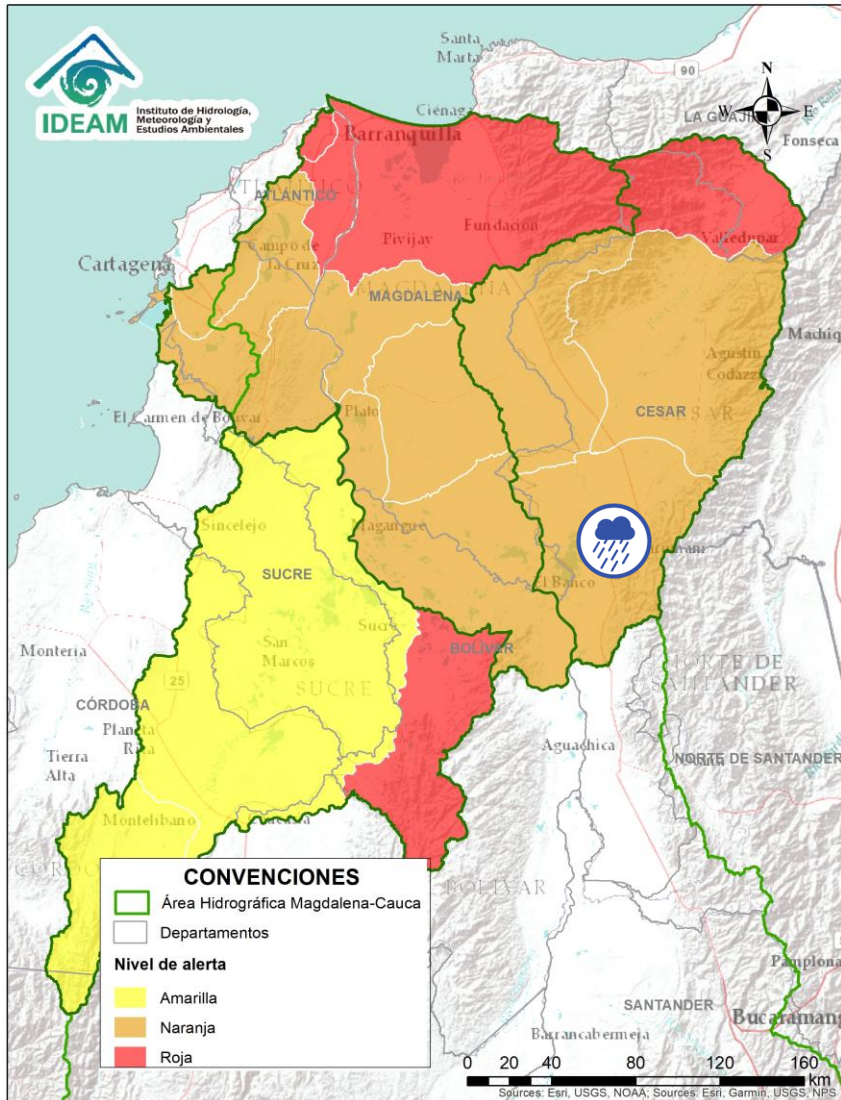 IDEAM
Instituto de Hidrología,
Meteorología y
Estudios Ambientales
Santa
Marta
90
N
W
E
S
LA GUAJIRA
Fonseca
Ciénaga
Barranquilla
ATLÁNTICO
Fundación
Pivijay
Valledupar
Campo de
la Cruz
Cartagena
MAGDALENA
Agustín
Codazzi
El Carmen de Bolívar
Plato
CESAR
Sincelejo
Magangue
SUCRE
El Banco
Sucre
BOLÍVAR
San
Marcos
SUCRE
Montería
25
CÓRDOBA
Planeta
Rica
Tierra
Alta
NORTE DE
SANTANDER
Aguachica
NORTE DE SANTANDER
Montelíbano
BOLÍVAR
CONVENCIONES
Área Hidrográfica Magdalena-Cauca
Departamentos
Nivel de alerta
Amarilla
Naranja
Roja
Pamplona
SANTANDER
Barrancabermeja
0 20 40 80 120 160
Km
Sources: Esri, USGS, NOAA; Sources: Esri, Garmin, USGS, NPS